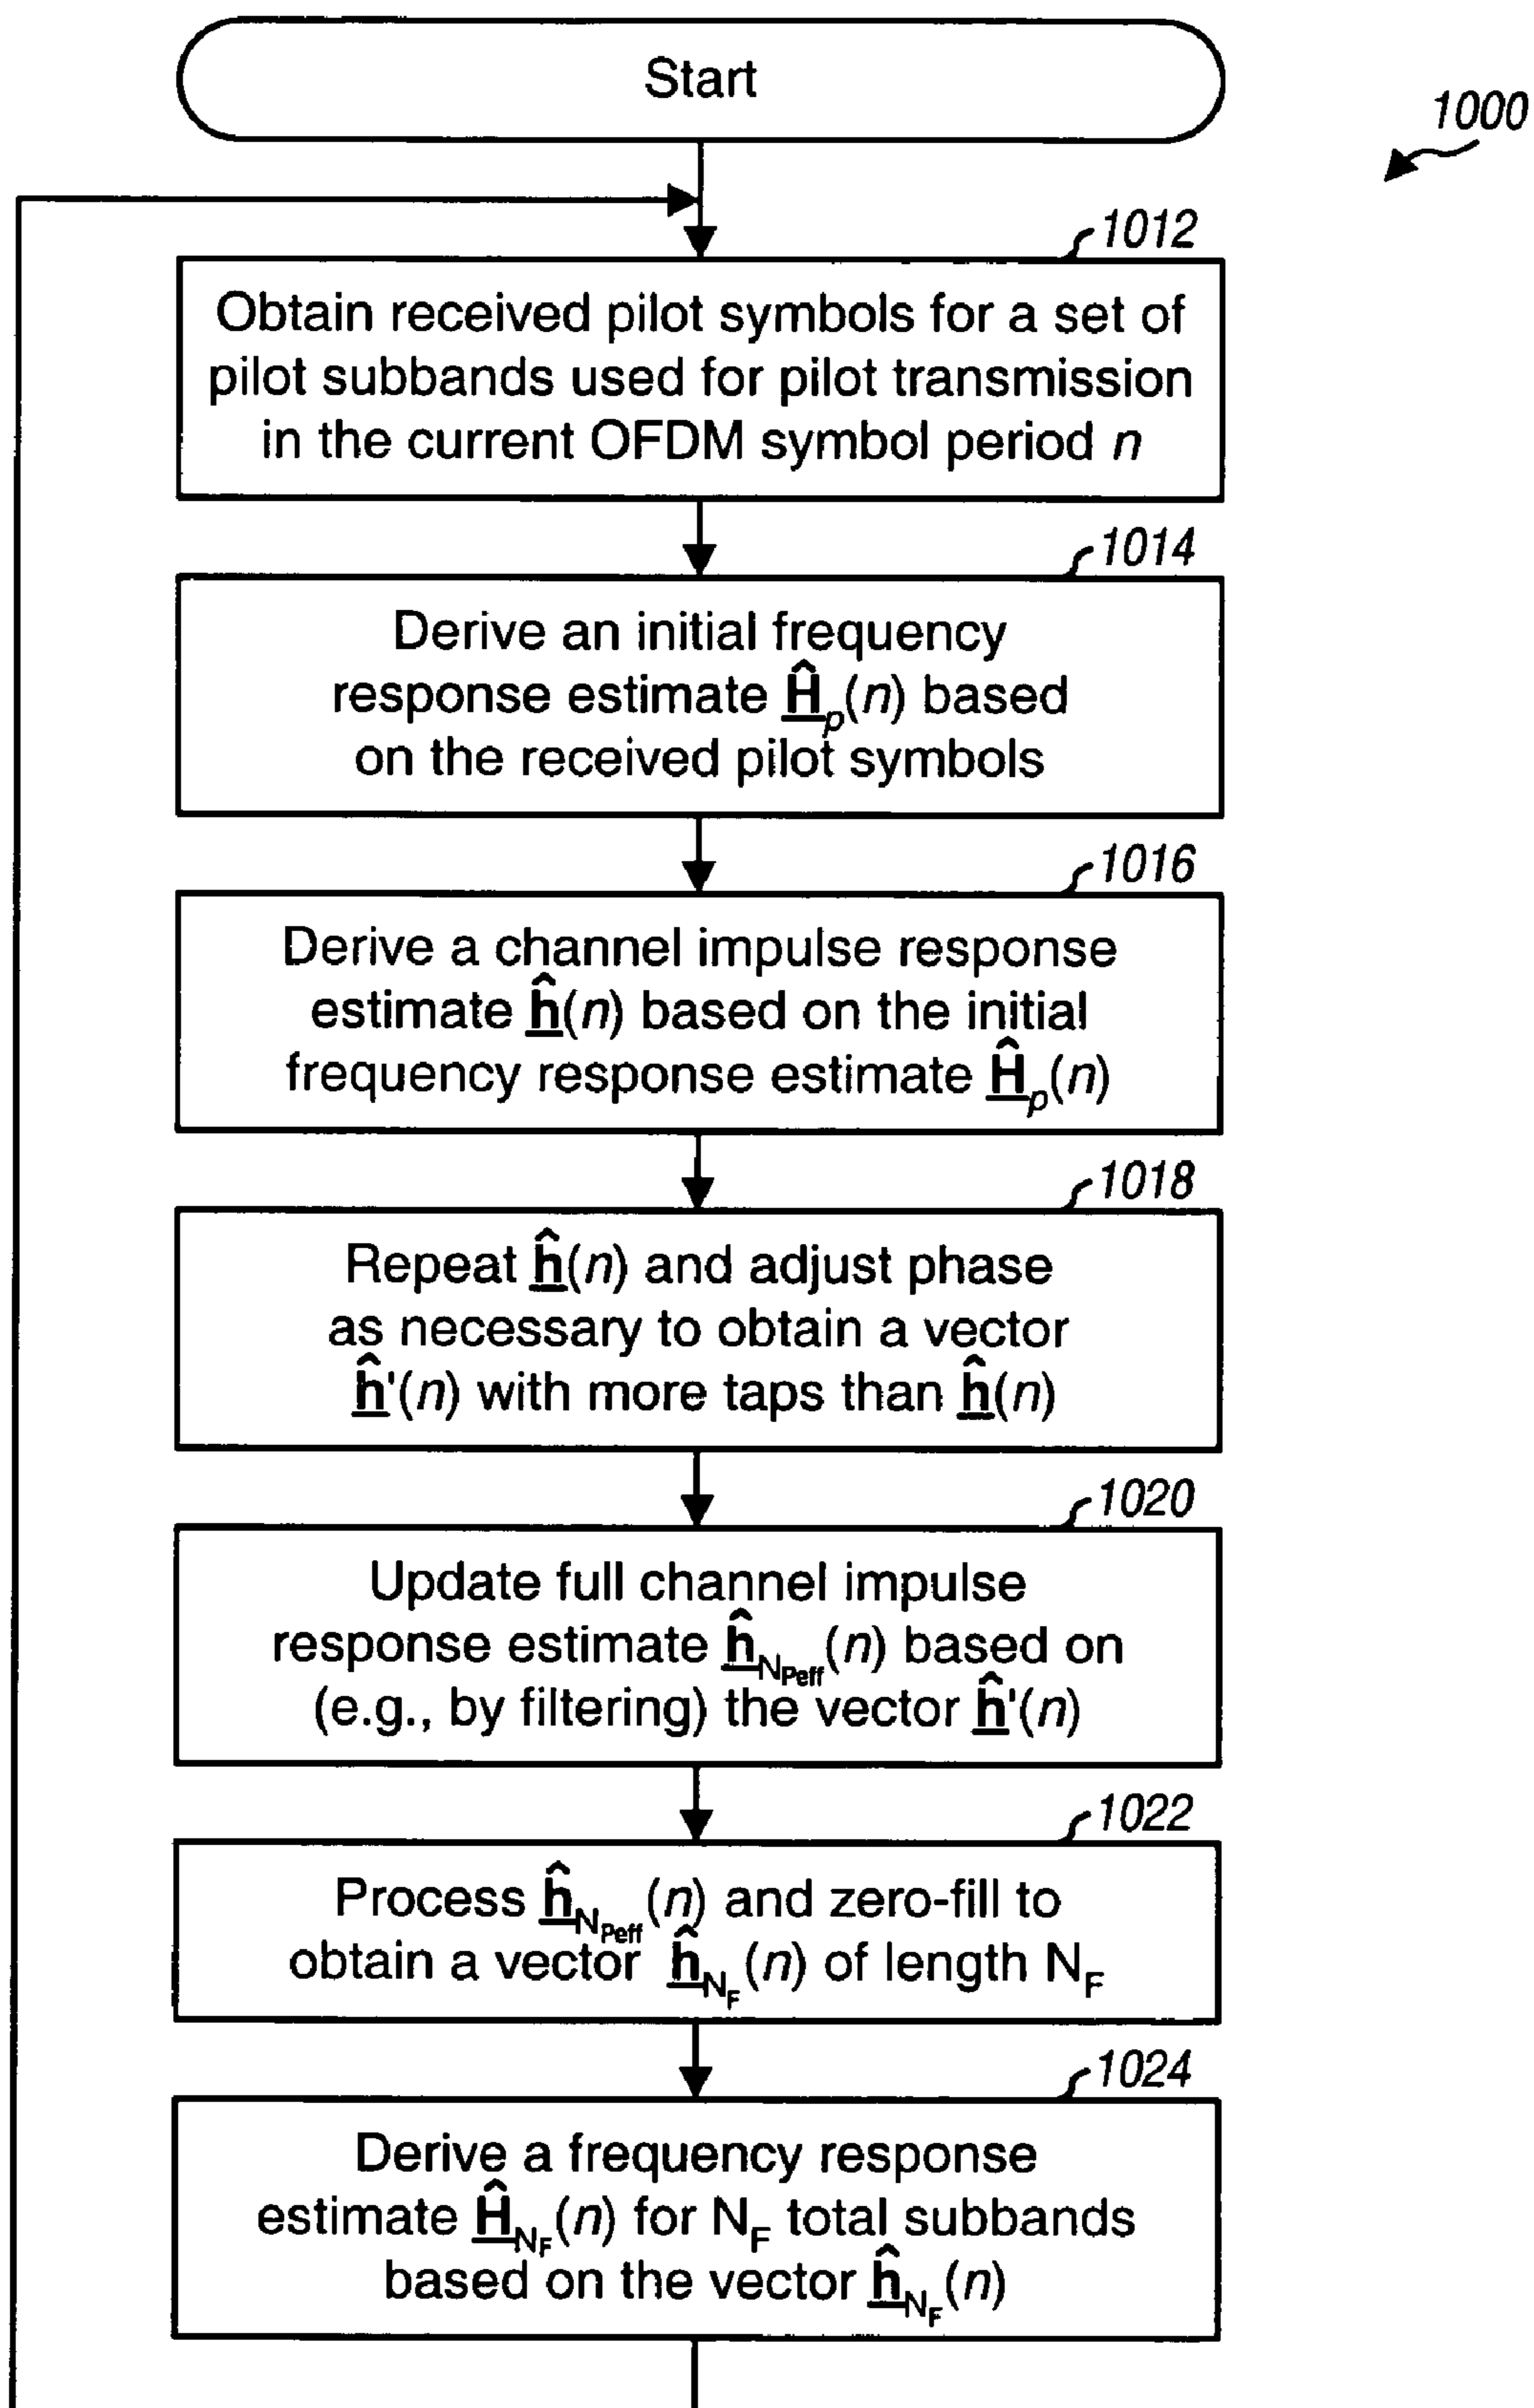 Start
1000
1012
Obtain received pilot symbols for a set of
pilot subbands used for pilot transmission
in the current OFDM symbol period n
1014
Derive an initial frequency
response estimate Ĥp(n) based
on the received pilot symbols
1016
Derive a channel impulse response
estimate ĥ(n) based on the initial
frequency response estimate Ĥp(n)
1018
Repeat ĥ(n) and adjust phase
as necessary to obtain a vector
ĥ'(n) with more taps than ĥ(n)
1020
Update full channel impulse
response estimate ĥNPeff(n) based on
(e.g., by filtering) the vector ĥ'(n)
1022
Process ĥNPeff(n) and zero-fill to
obtain a vector ĥNF(n) of length NF
1024
Derive a frequency response
estimate ĤNF(n) for NF total subbands
based on the vector ĥNF(n)